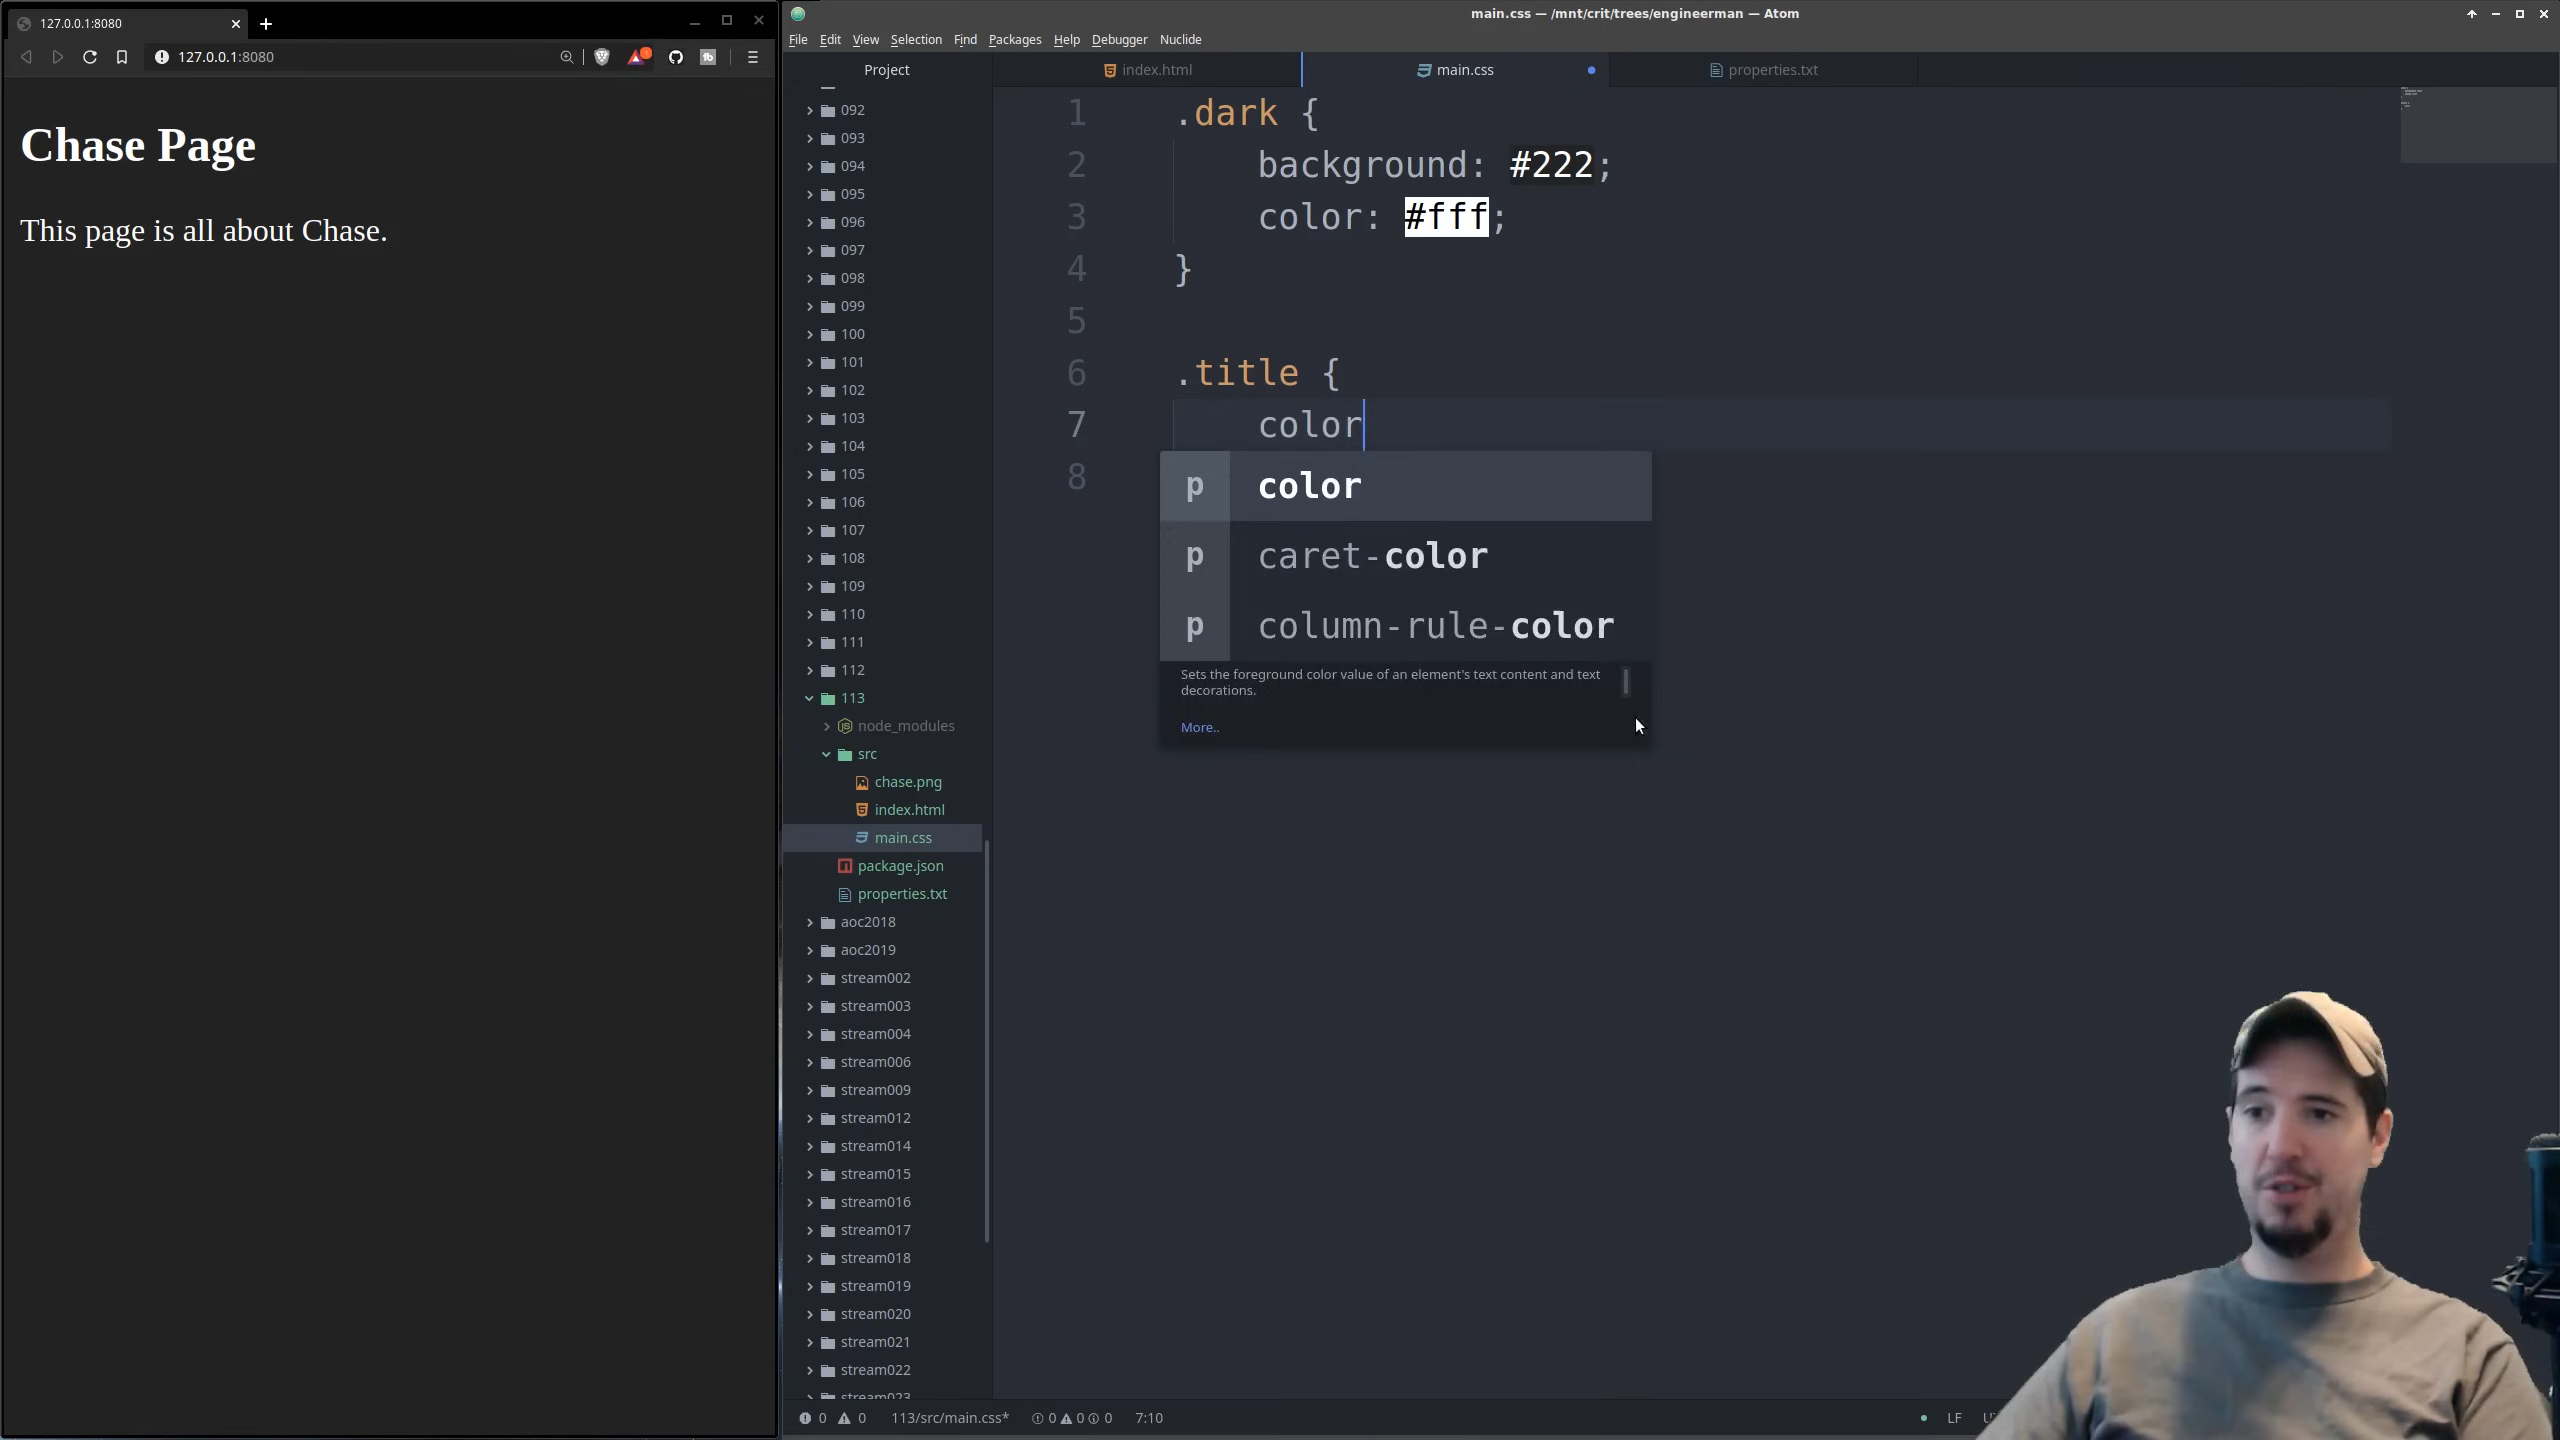 127.0.0.1:8080
127.0.0.1:8080
Chase Page
This page is all about Chase.
main.css — /mnt/crit/trees/engineerman — Atom
File Edit View Selection Find Packages Help Debugger Nuclide
Project
index.html
main.css
properties.txt
092
093
094
095
096
097
098
099
100
101
102
103
104
105
106
107
108
109
110
111
112
113
node_modules
src
chase.png
index.html
main.css
package.json
properties.txt
aoc2018
aoc2019
stream002
stream003
stream004
stream006
stream009
stream012
stream014
stream015
stream016
stream017
stream018
stream019
stream020
stream021
stream022
stream023
1 .dark {
2 background: #222;
3 color: #fff;
4 }
5
6 .title {
7 color
8
p color
p caret-color
p column-rule-color
Sets the foreground color value of an element's text content and text
decorations.
More..
0 0 113/src/main.css* 0 0 0 7:10
LF